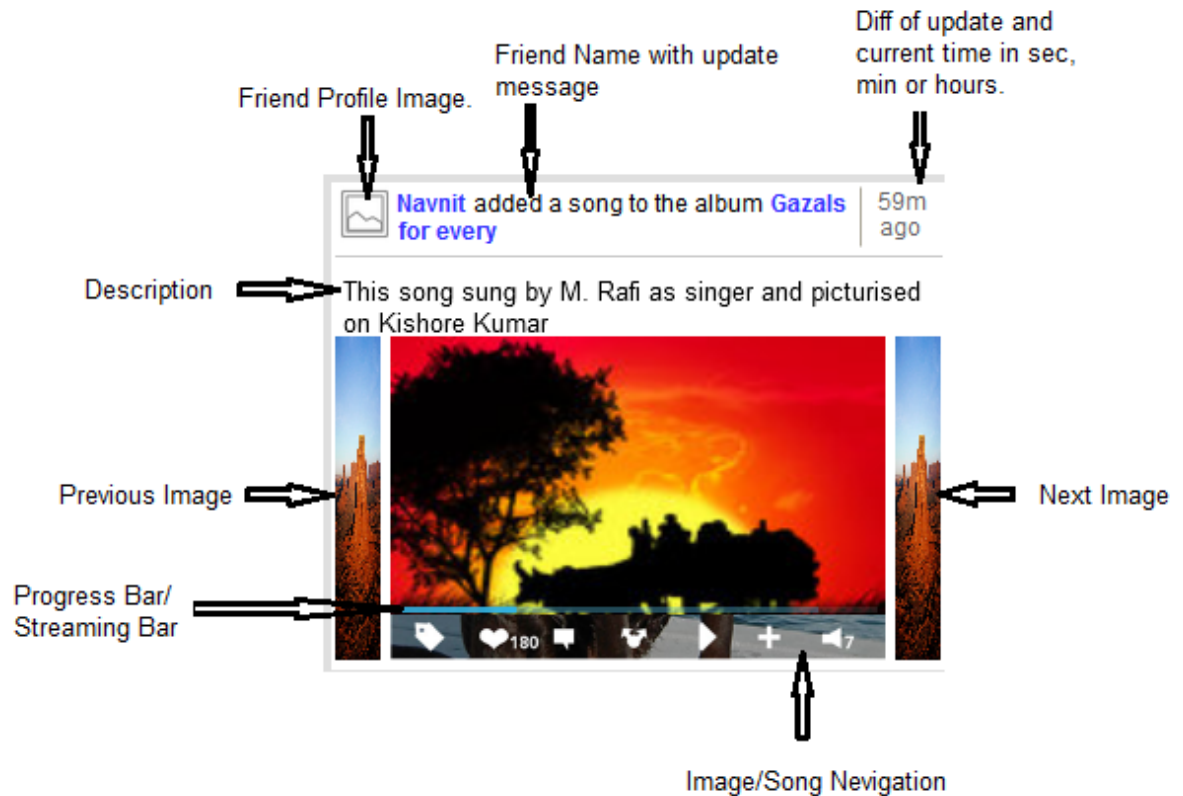 Diff of update and
current time in sec,
min or hours.
Friend Name with update
message
Friend Profile Image.
Navnit added a song to the album Gazals
for every
59m
ago
Description
This song sung by M. Rafi as singer and picturised
on Kishore Kumar
Previous Image
Next Image
Progress Bar/
Streaming Bar
180
7
Image/Song Nevigation